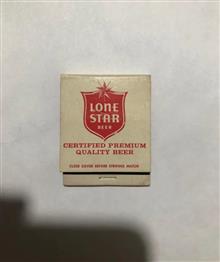 LONE
STAR
BEER
CERTIFIED PREMIUM
QUALITY BEER
CLOSE COVER BEFORE STRIKING MATCH